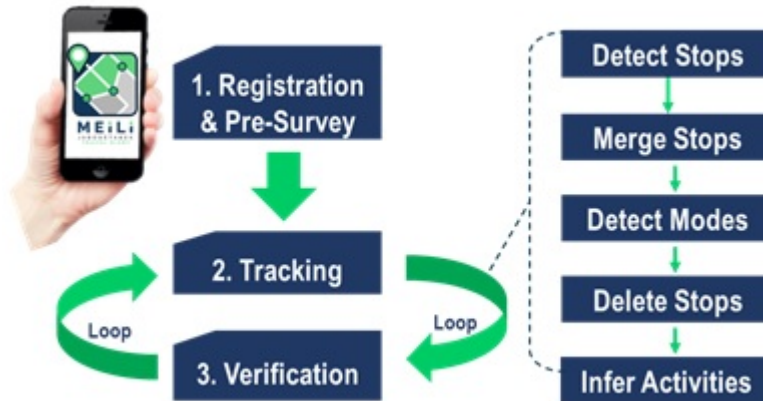 MEILI
1. Registration
& Pre-Survey
2. Tracking
Loop
Loop
3. Verification
Detect Stops
Merge Stops
Detect Modes
Delete Stops
Infer Activities